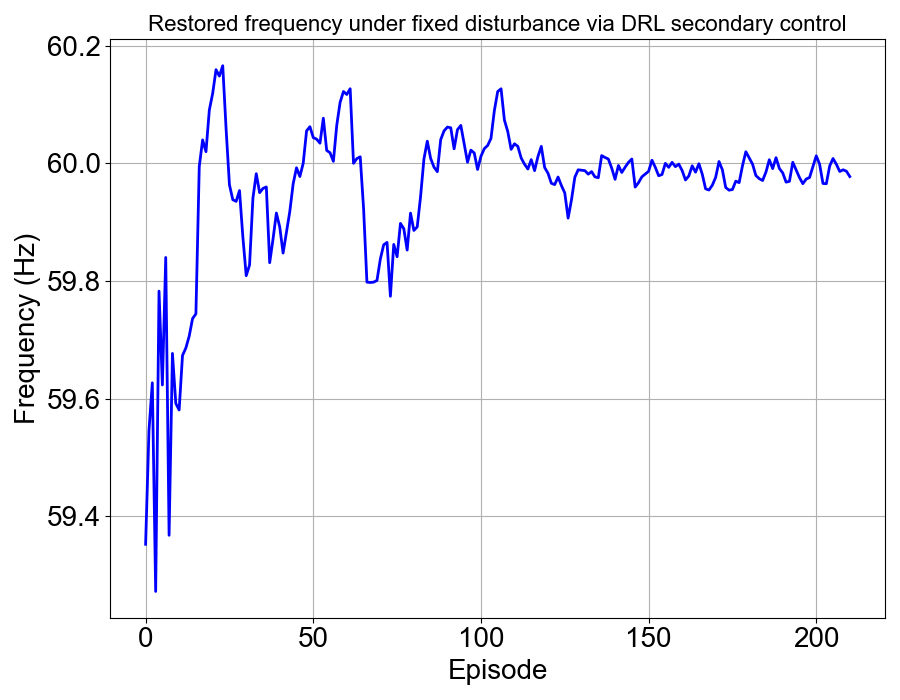 Restored frequency under fixed disturbance via DRL secondary control
60.2
60.0
59.8
59.6
59.4
Frequency (Hz)
0 50 100 150 200
Episode